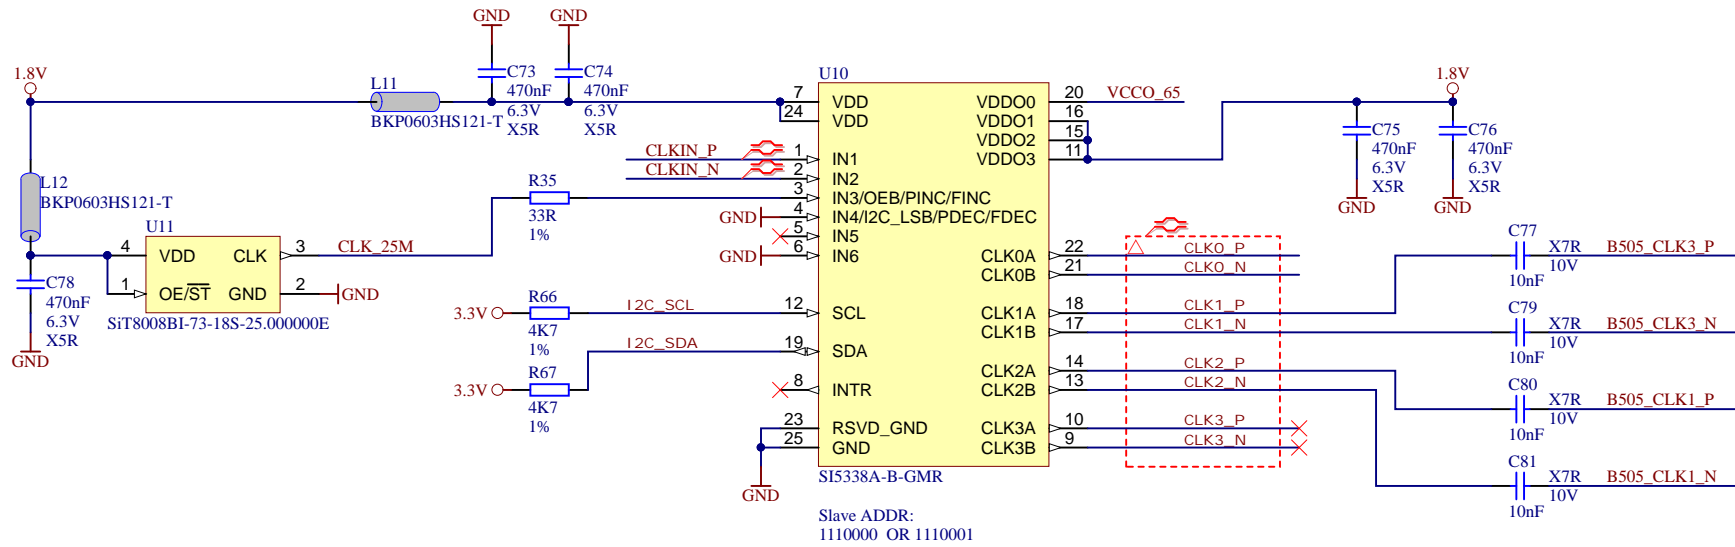 GND
GND
1.8V
L11
BKP0603HS121-T
C73
470nF
6.3V
X5R
C74
470nF
6.3V
X5R
L12
BKP0603HS121-T
U11
4
VDD
CLK
3
CLK_25M
1
OE/ST
GND
2
GND
SiT8008BI-73-18S-25.000000E
C78
470nF
6.3V
X5R
GND
R35
33R
1%
3.3V
R66
4K7
1%
I2C_SCL
I2C_SDA
3.3V
R67
4K7
1%
CLKIN_P
CLKIN_N
GND
GND
U10
7
VDD
24
VDD
1
IN1
2
IN2
3
IN3/OEB/PINC/FINC
4
IN4/I2C_LSB/PDEC/FDEC
5
IN5
6
IN6
12
SCL
19
SDA
8
INTR
23
RSVD_GND
25
GND
GND
VDDO0
20
VCCO_65
VDDO1
16
VDDO2
15
VDDO3
11
CLK0A
22
CLK0_P
CLK0B
21
CLK0_N
CLK1A
18
CLK1_P
CLK1B
17
CLK1_N
CLK2A
14
CLK2_P
CLK2B
13
CLK2_N
CLK3A
10
CLK3_P
CLK3B
9
CLK3_N
SI5338A-B-GMR
Slave ADDR:
1110000 OR 1110001
1.8V
C75
470nF
6.3V
X5R
GND
C76
470nF
6.3V
X5R
GND
C77
X7R
10V
10nF
B505_CLK3_P
C79
X7R
10V
10nF
B505_CLK3_N
C80
X7R
10V
10nF
B505_CLK1_P
C81
X7R
10V
10nF
B505_CLK1_N